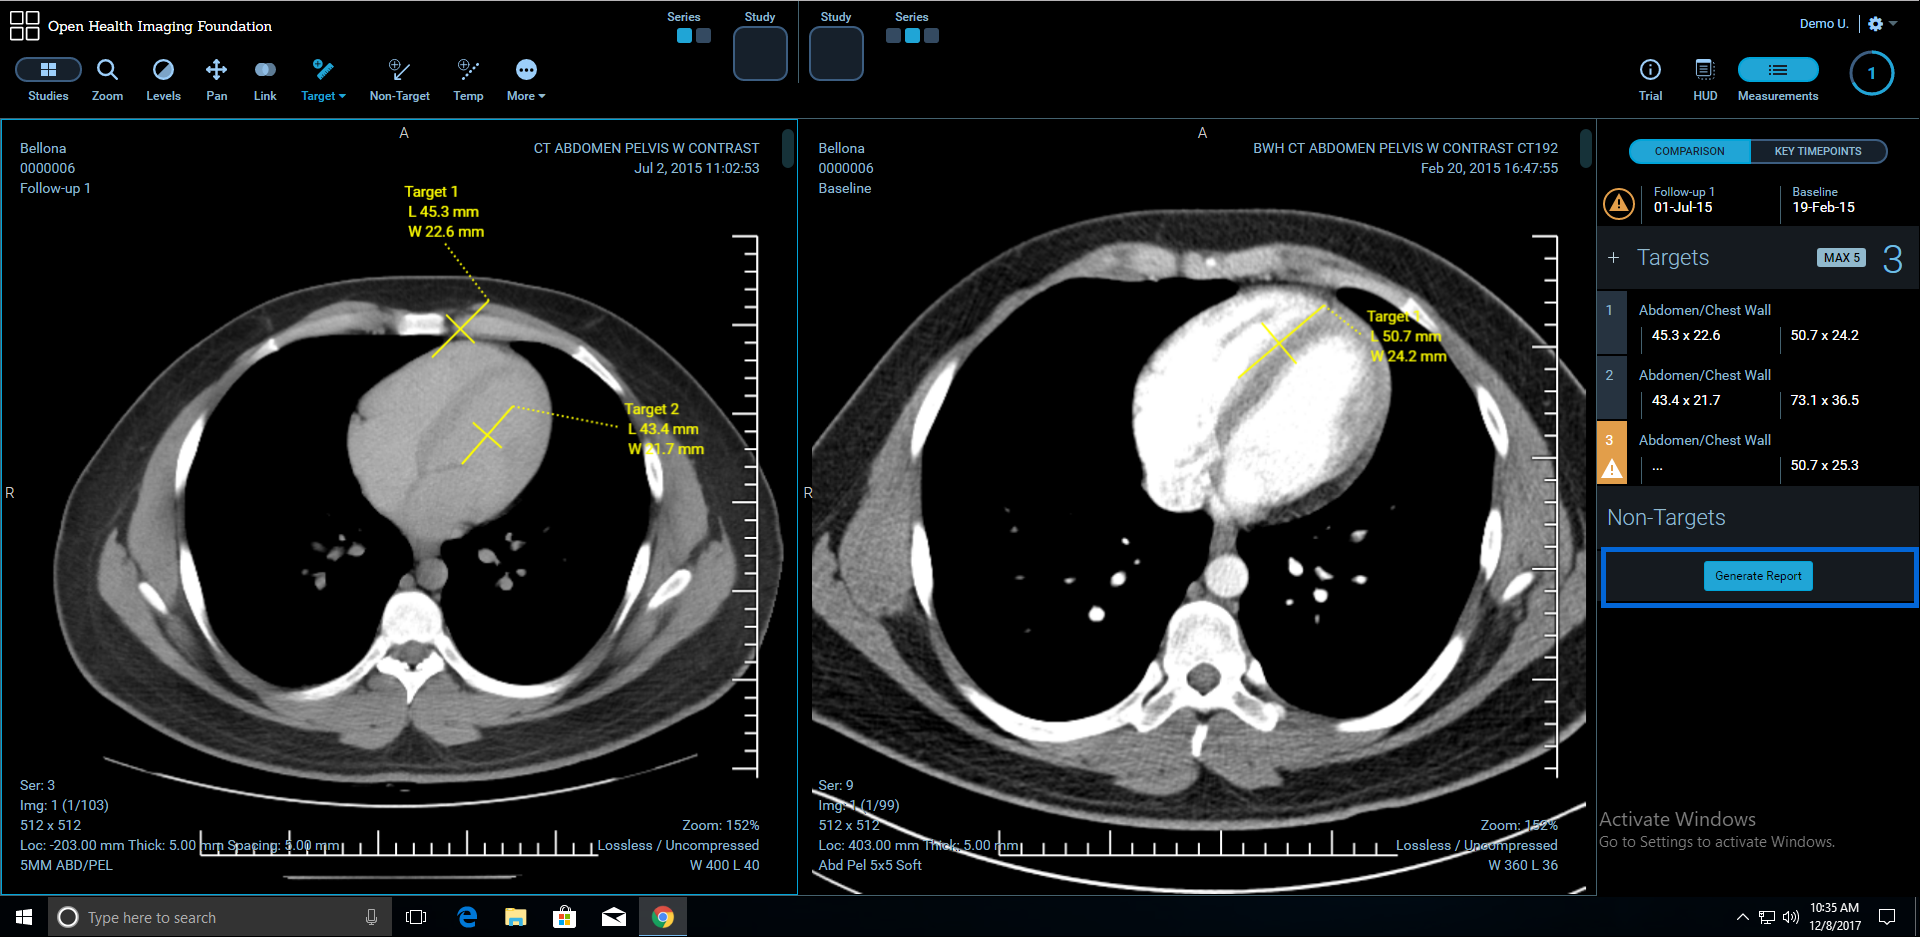 Open Health Imaging Foundation
Series
Study
Study
Series
Demo U.
Studies
Zoom
Levels
Pan
Link
Target
Non-Target
Temp
More
Trial
HUD
Measurements
1
A
Bellona
0000006
Follow-up 1
CT ABDOMEN PELVIS W CONTRAST
Jul 2, 2015 11:02:53
Target 1
L 45.3 mm
W 22.6 mm
Target 2
L 43.4 mm
W 21.7 mm
R
Ser: 3
Img: 1 (1/103)
512 x 512
Loc: -203.00 mm Thick: 5.00 mm Spacing: 5.00 mm
5MM ABD/PEL
Zoom: 152%
Lossless / Uncompressed
W 400 L 40
A
Bellona
0000006
Baseline
BWH CT ABDOMEN PELVIS W CONTRAST CT192
Feb 20, 2015 16:47:55
Target 1
L 50.7 mm
W 24.2 mm
R
Ser: 9
Img: 1 (1/99)
512 x 512
Loc: 403.00 mm Thick: 5.00 mm
Abd Pel 5x5 Soft
Zoom: 152%
Lossless / Uncompressed
W 360 L 36
COMPARISON
KEY TIMEPOINTS
Follow-up 1
01-Jul-15
Baseline
19-Feb-15
+ Targets
MAX 5
3
1
Abdomen/Chest Wall
45.3 x 22.6
50.7 x 24.2
2
Abdomen/Chest Wall
43.4 x 21.7
73.1 x 36.5
3
Abdomen/Chest Wall
...
50.7 x 25.3
Non-Targets
Generate Report
Activate Windows
Go to Settings to activate Windows.
Type here to search
10:35 AM
12/8/2017